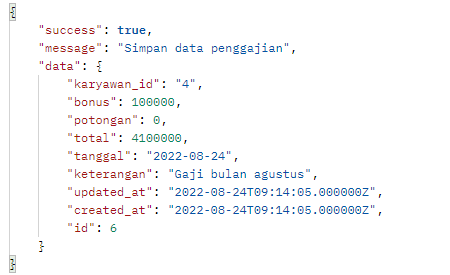 {
    "success": true,
    "message": "Simpan data penggajian",
    "data": {
        "karyawan_id": "4",
        "bonus": 100000,
        "potongan": 0,
        "total": 4100000,
        "tanggal": "2022-08-24",
        "keterangan": "Gaji bulan agustus",
        "updated_at": "2022-08-24T09:14:05.000000Z",
        "created_at": "2022-08-24T09:14:05.000000Z",
        "id": 6
    }
}